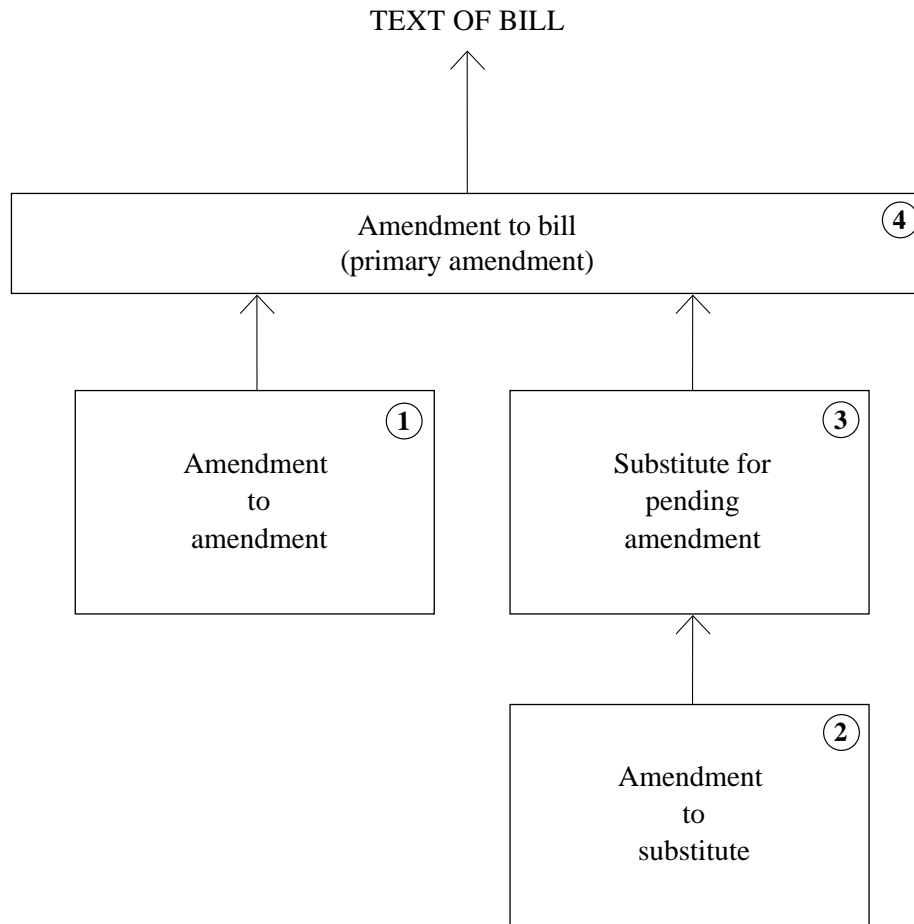 TEXT OF BILL
4
Amendment to bill
(primary amendment)
1
Amendment
to
amendment
3
Substitute for
pending
amendment
2
Amendment
to
substitute